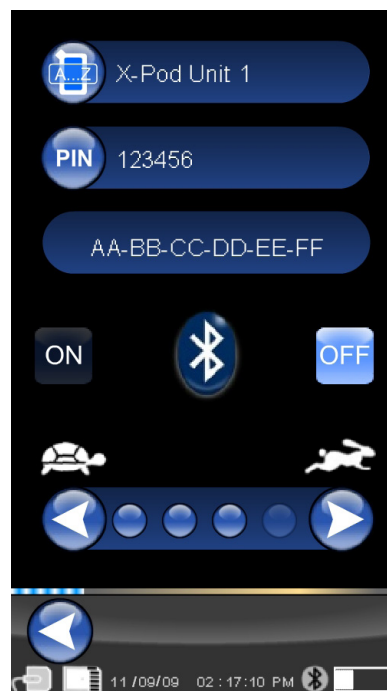 A...Z X-Pod Unit 1
PIN 123456
AA-BB-CC-DD-EE-FF
ON OFF
11/09/09 02:17:10 PM